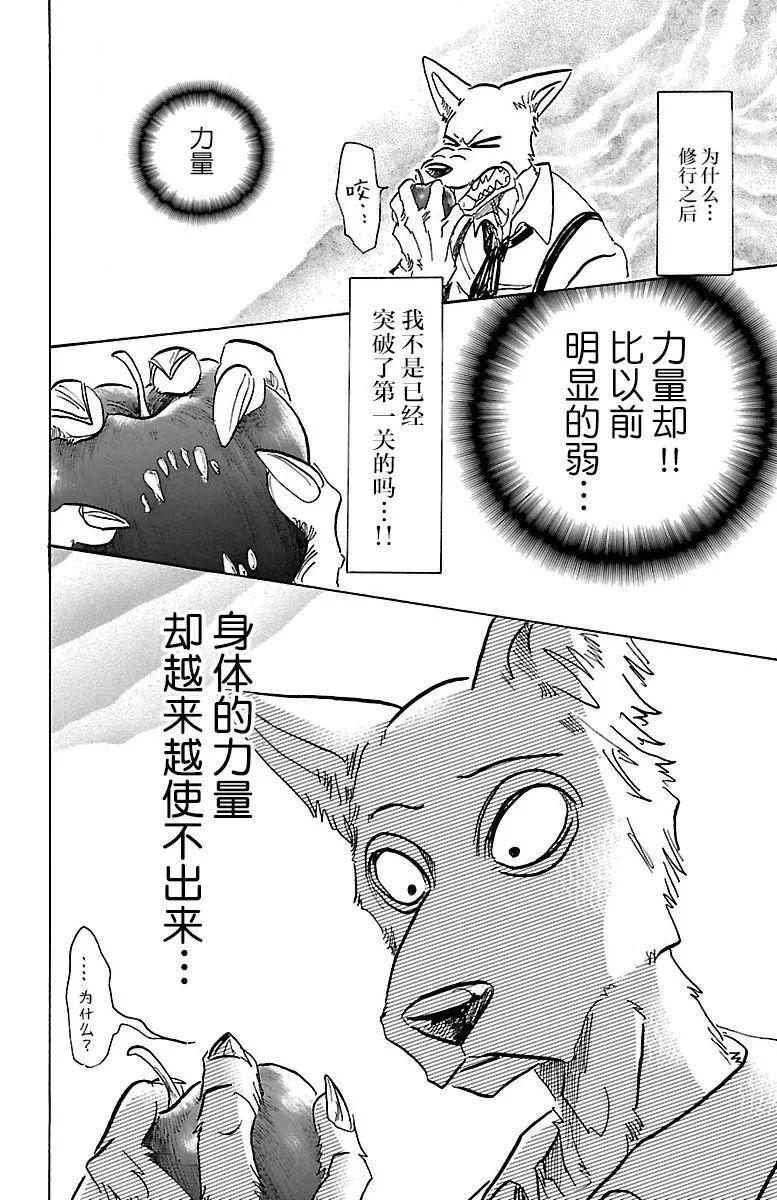 为什么…
修行之后
咬…
力量
力量却!!
比以前
明显的弱…
我不是已经
突破了第一关的吗…!!
身体的力量
却越来越使不出来…
…为什么?